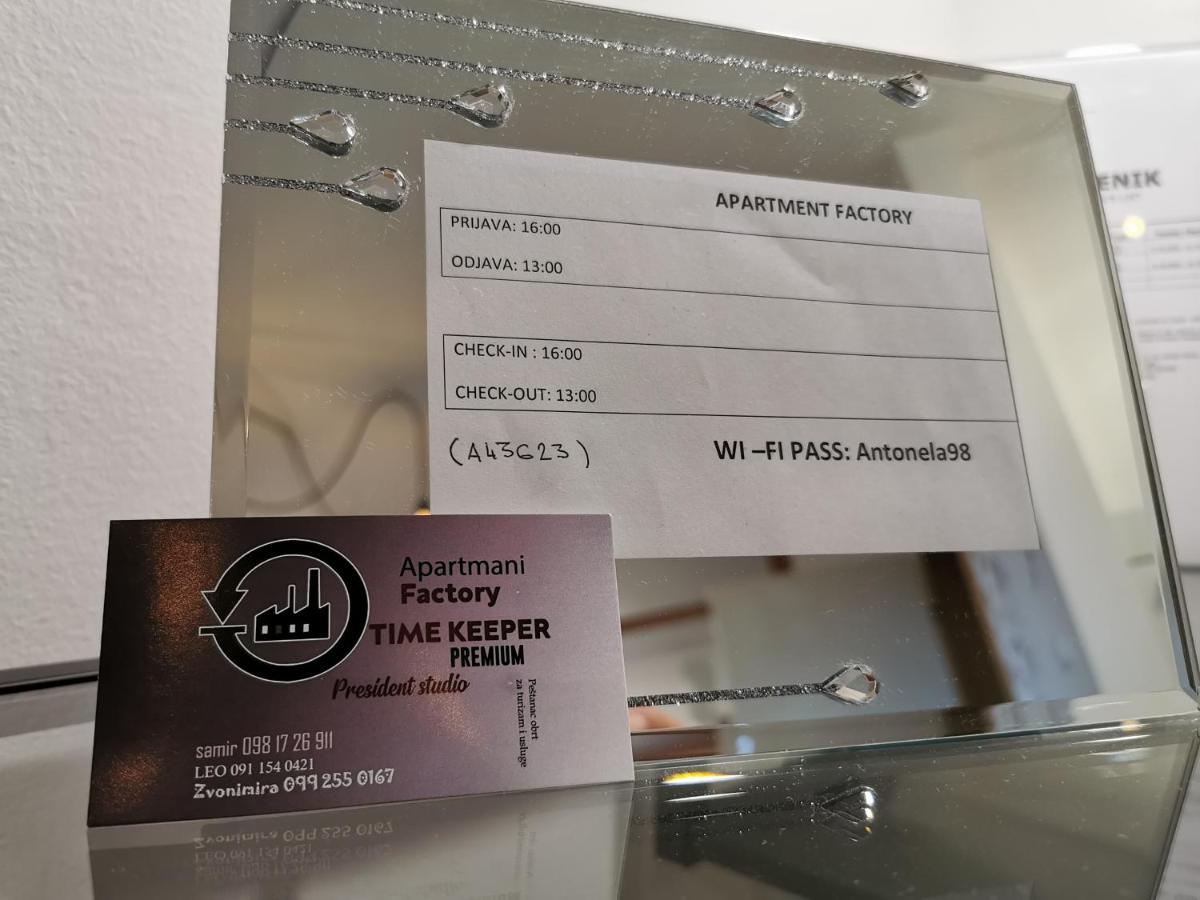 APARTMENT FACTORY
PRIJAVA: 16:00
ODJAVA: 13:00
CHECK-IN : 16:00
CHECK-OUT: 13:00
(A43623)
WI –FI PASS: Antonela98
ENIK
Apartmani
Factory
TIME KEEPER
PREMIUM
President studio
Peštanac obrt
za turizam i usluge
samir 098 17 26 911
LEO 091 154 0421
Zvonimira 099 255 0167